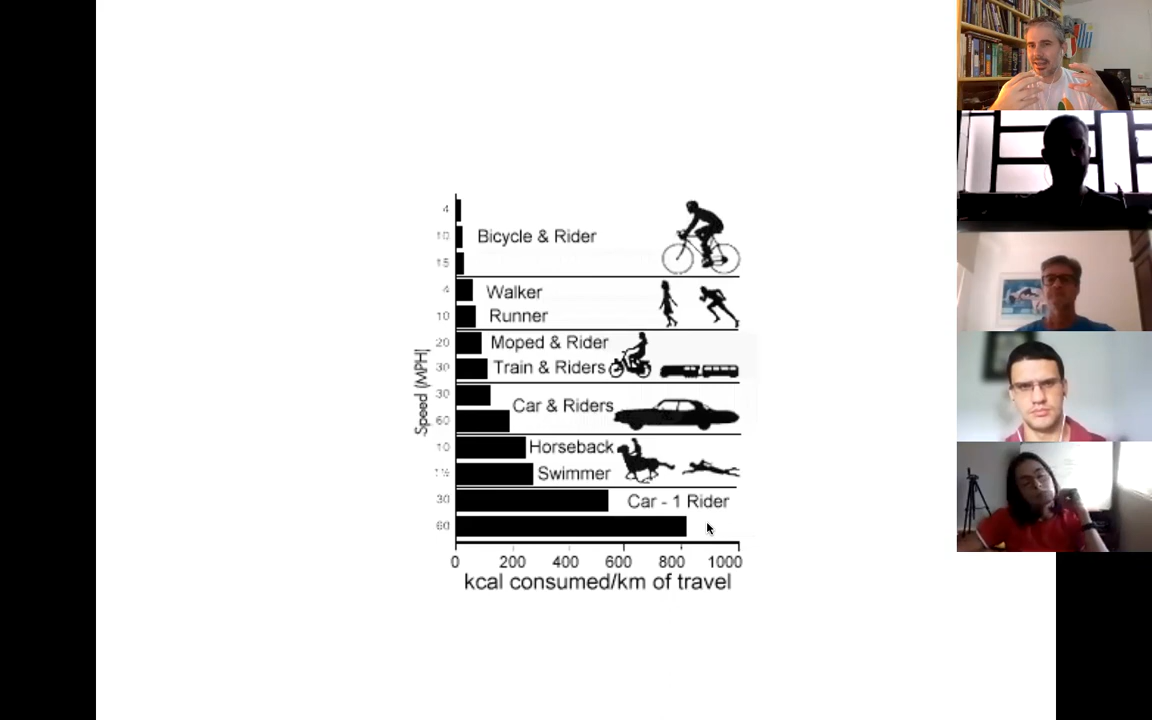 4
10 Bicycle & Rider
15
4 Walker
10 Runner
20 Moped & Rider
30 Train & Riders
30
Car & Riders
60
10 Horseback
Swimmer
30 Car - 1 Rider
60
Speed (MPH)
0 200 400 600 800 1000
kcal consumed/km of travel